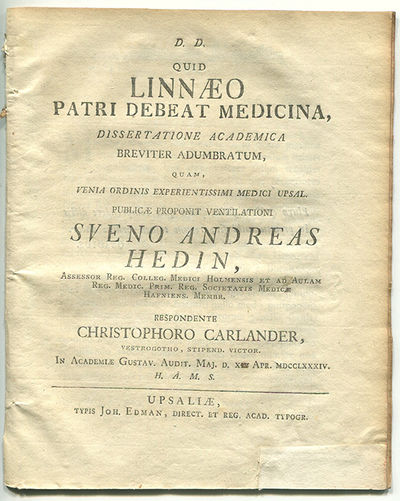 D. D.
QUID
LINNÆO
PATRI DEBEAT MEDICINA,
DISSERTATIONE ACADEMICA
BREVITER ADUMBRATUM,
QUAM,
VENIA ORDINIS EXPERIENTISSIMI MEDICI UPSAL.
PUBLICÆ PROPONIT VENTILATIONI
SVENO ANDREAS
HEDIN,
ASSESSOR REG. COLLEG. MEDICI HOLMENSIS ET AD AULAM
REG. MEDIC. PRIM. REG. SOCIETATIS MEDICÆ
HAFNIENS. MEMBR.
RESPONDENTE
CHRISTOPHORO CARLANDER,
VESTROGOTHO, STIPEND. VICTOR.
IN ACADEMIÆ GUSTAV. AUDIT. MAJ. D. APR. MDCCLXXXIV.
H. A. M. S.
UPSALIÆ,
TYPIS JOH. EDMAN, DIRECT. ET REG. ACAD. TYPOGR.